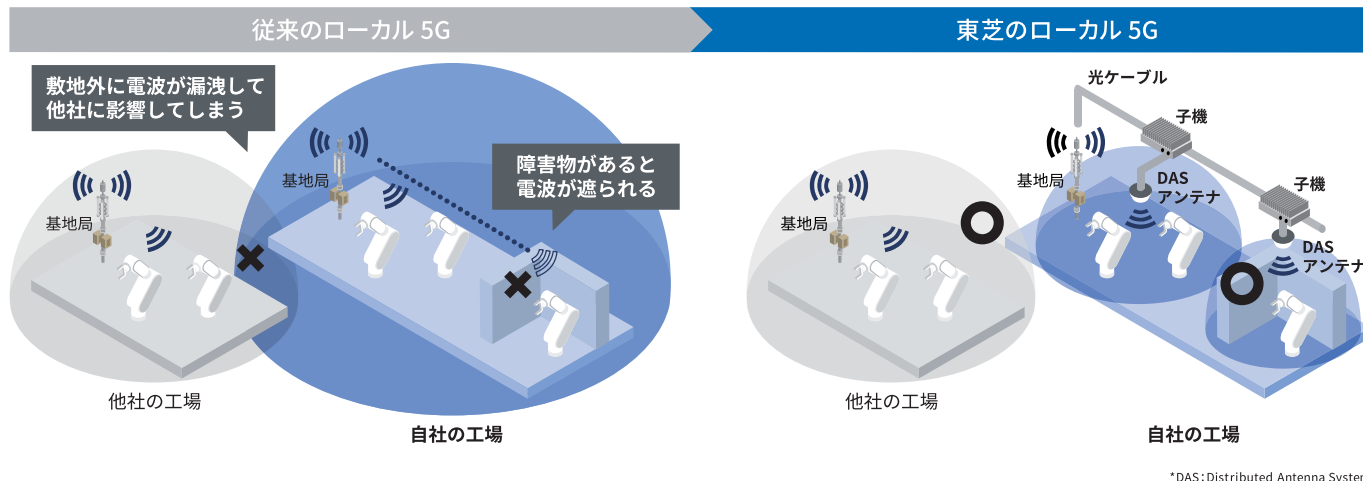 従来のローカル 5G
東芝のローカル 5G
敷地外に電波が漏洩して
他社に影響してしまう
障害物があると
電波が遮られる
基地局
基地局
他社の工場
自社の工場
光ケーブル
子機
子機
基地局
基地局
DAS
アンテナ
DAS
アンテナ
他社の工場
自社の工場
*DAS：Distributed Antenna System